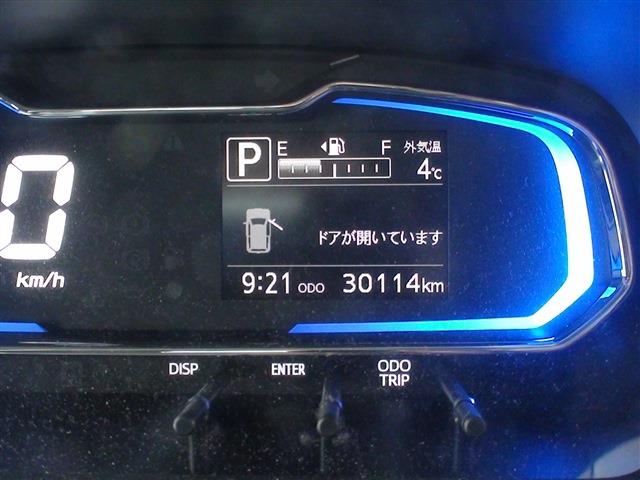 P E F 外気温
4℃
0
ドアが開いています
km/h
9:21 ODO 30114km
DISP ENTER ODO
TRIP